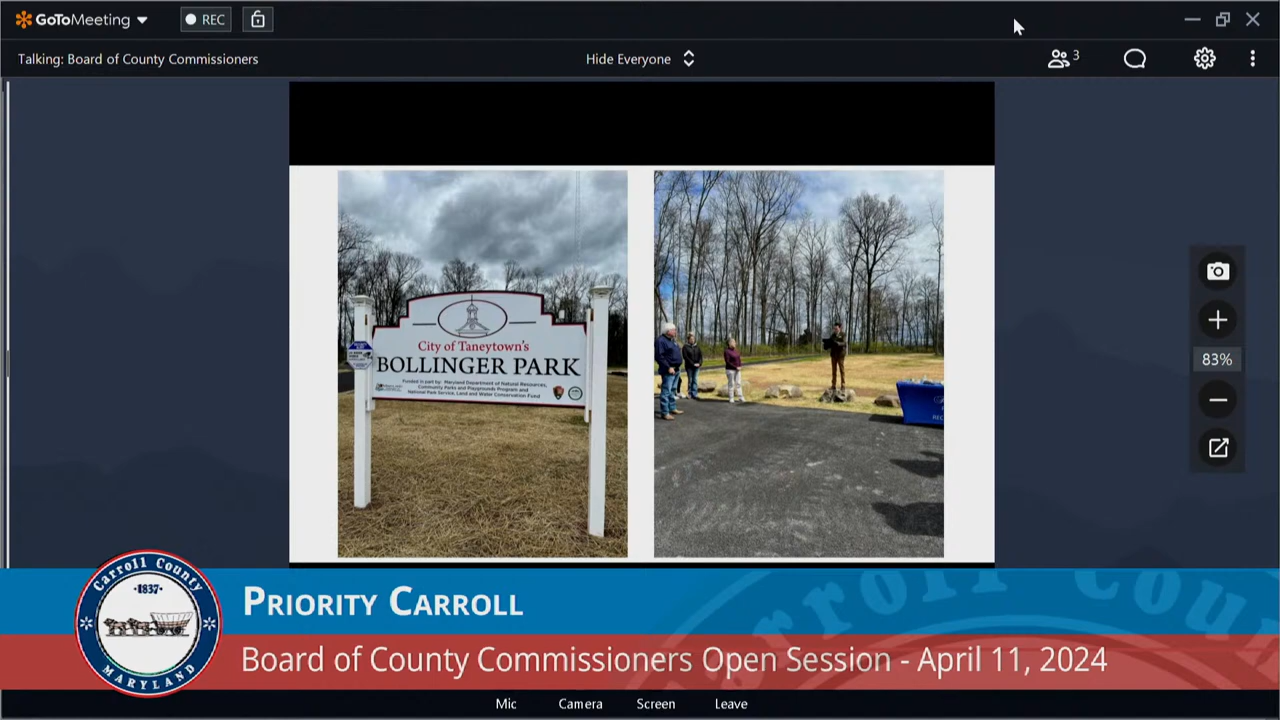 GoToMeeting
REC
Talking: Board of County Commissioners
Hide Everyone
3
City of Taneytown's
BOLLINGER PARK
Funded in part by: Maryland Department of Natural Resources,
Community Parks and Playgrounds Program and
National Park Service, Land and Water Conservation Fund
83%
REC
Carroll County
·1837·
MARYLAND
PRIORITY CARROLL
Board of County Commissioners Open Session - April 11, 2024
Mic Camera Screen Leave